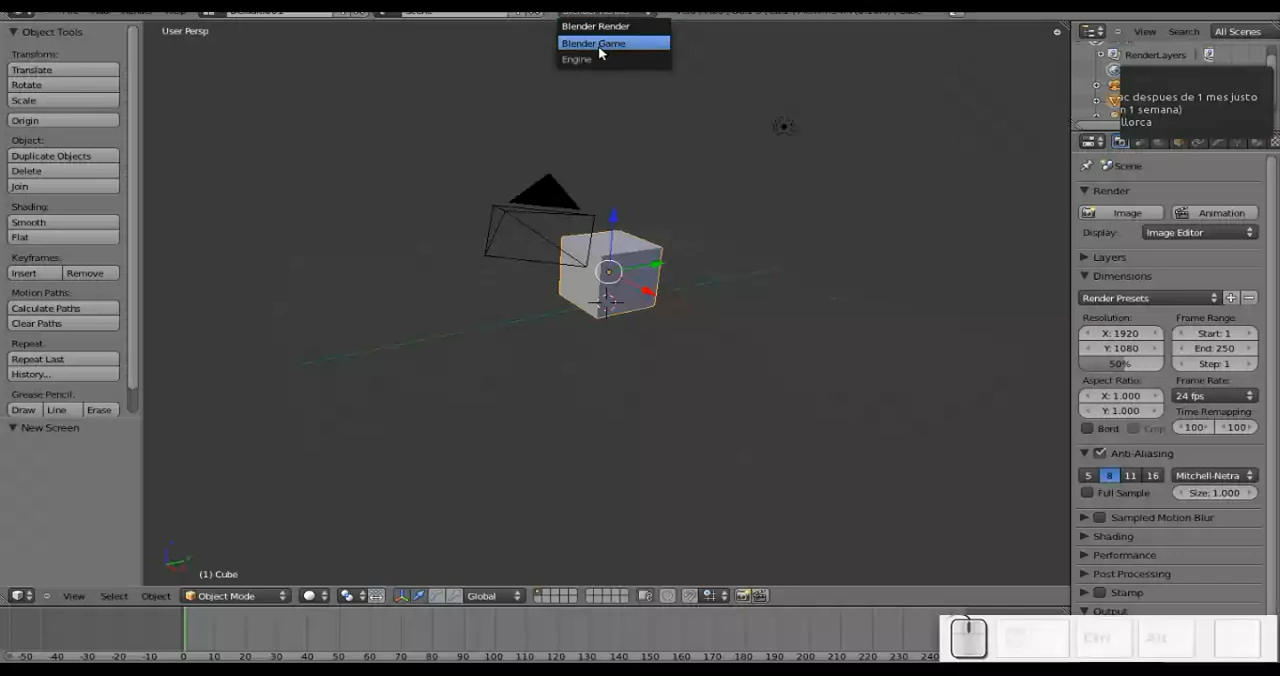 Blender Render
Blender Game
Engine
Object Tools
Transform:
Translate
Rotate
Scale
Origin
Object:
Duplicate Objects
Delete
Join
Shading:
Smooth
Flat
Keyframes:
Insert Remove
Motion Paths:
Calculate Paths
Clear Paths
Repeat:
Repeat Last
History...
Grease Pencil:
Draw Line Erase
New Screen
User Persp
(1) Cube
View Search All Scenes
RenderLayers
ac despues de 1 mes justo
n 1 semana)
llorca
Scene
Render
Image Animation
Display: Image Editor
Layers
Dimensions
Render Presets
Resolution: Frame Range:
X: 1920 Start: 1
Y: 1080 End: 250
50% Step: 1
Aspect Ratio: Frame Rate:
X: 1.000 24 fps
Y: 1.000 Time Remapping:
Bord Crop 100 100
Anti-Aliasing
5 8 11 16 Mitchell-Netra
Full Sample Size: 1.000
Sampled Motion Blur
Shading
Performance
Post Processing
Stamp
Output
View Select Object Object Mode Global
-50 -40 -30 -20 -10 0 10 20 30 40 50 60 70 80 90 100 110 120 130 140 150 160 170 180 190 200 210 220 230 240
Ctrl Alt